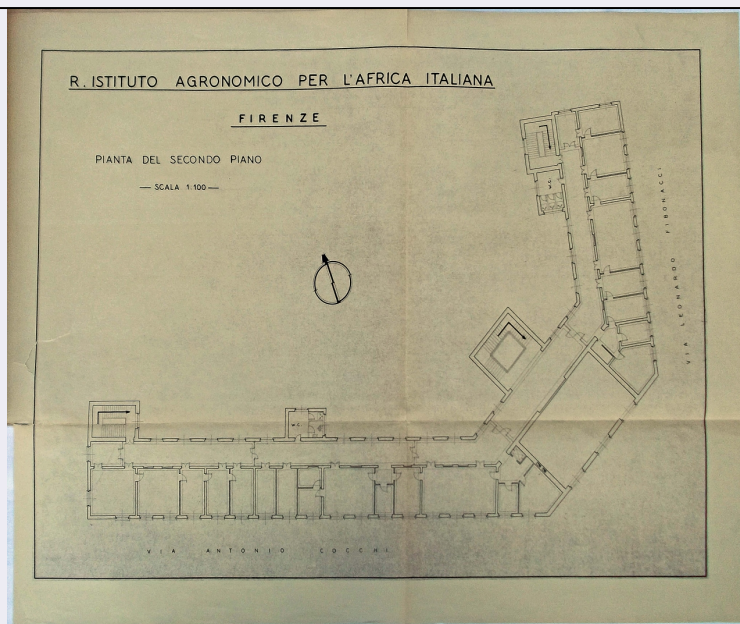 R. ISTITUTO AGRONOMICO PER L'AFRICA ITALIANA
FIRENZE
PIANTA DEL SECONDO PIANO
— SCALA 1:100 —
W.C.
VIA LEONARDO FIBONACCI
W.C.
VIA ANTONIO COCCHI